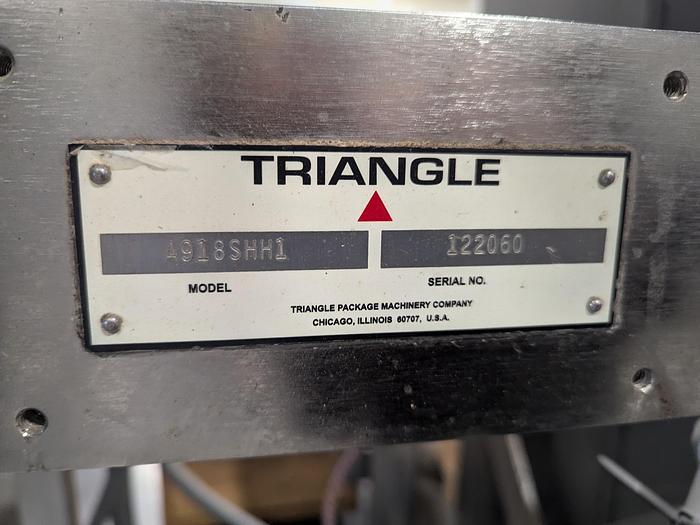 TRIANGLE
A918SHH1 122060
MODEL SERIAL NO.
TRIANGLE PACKAGE MACHINERY COMPANY
CHICAGO, ILLINOIS 60707, U.S.A.